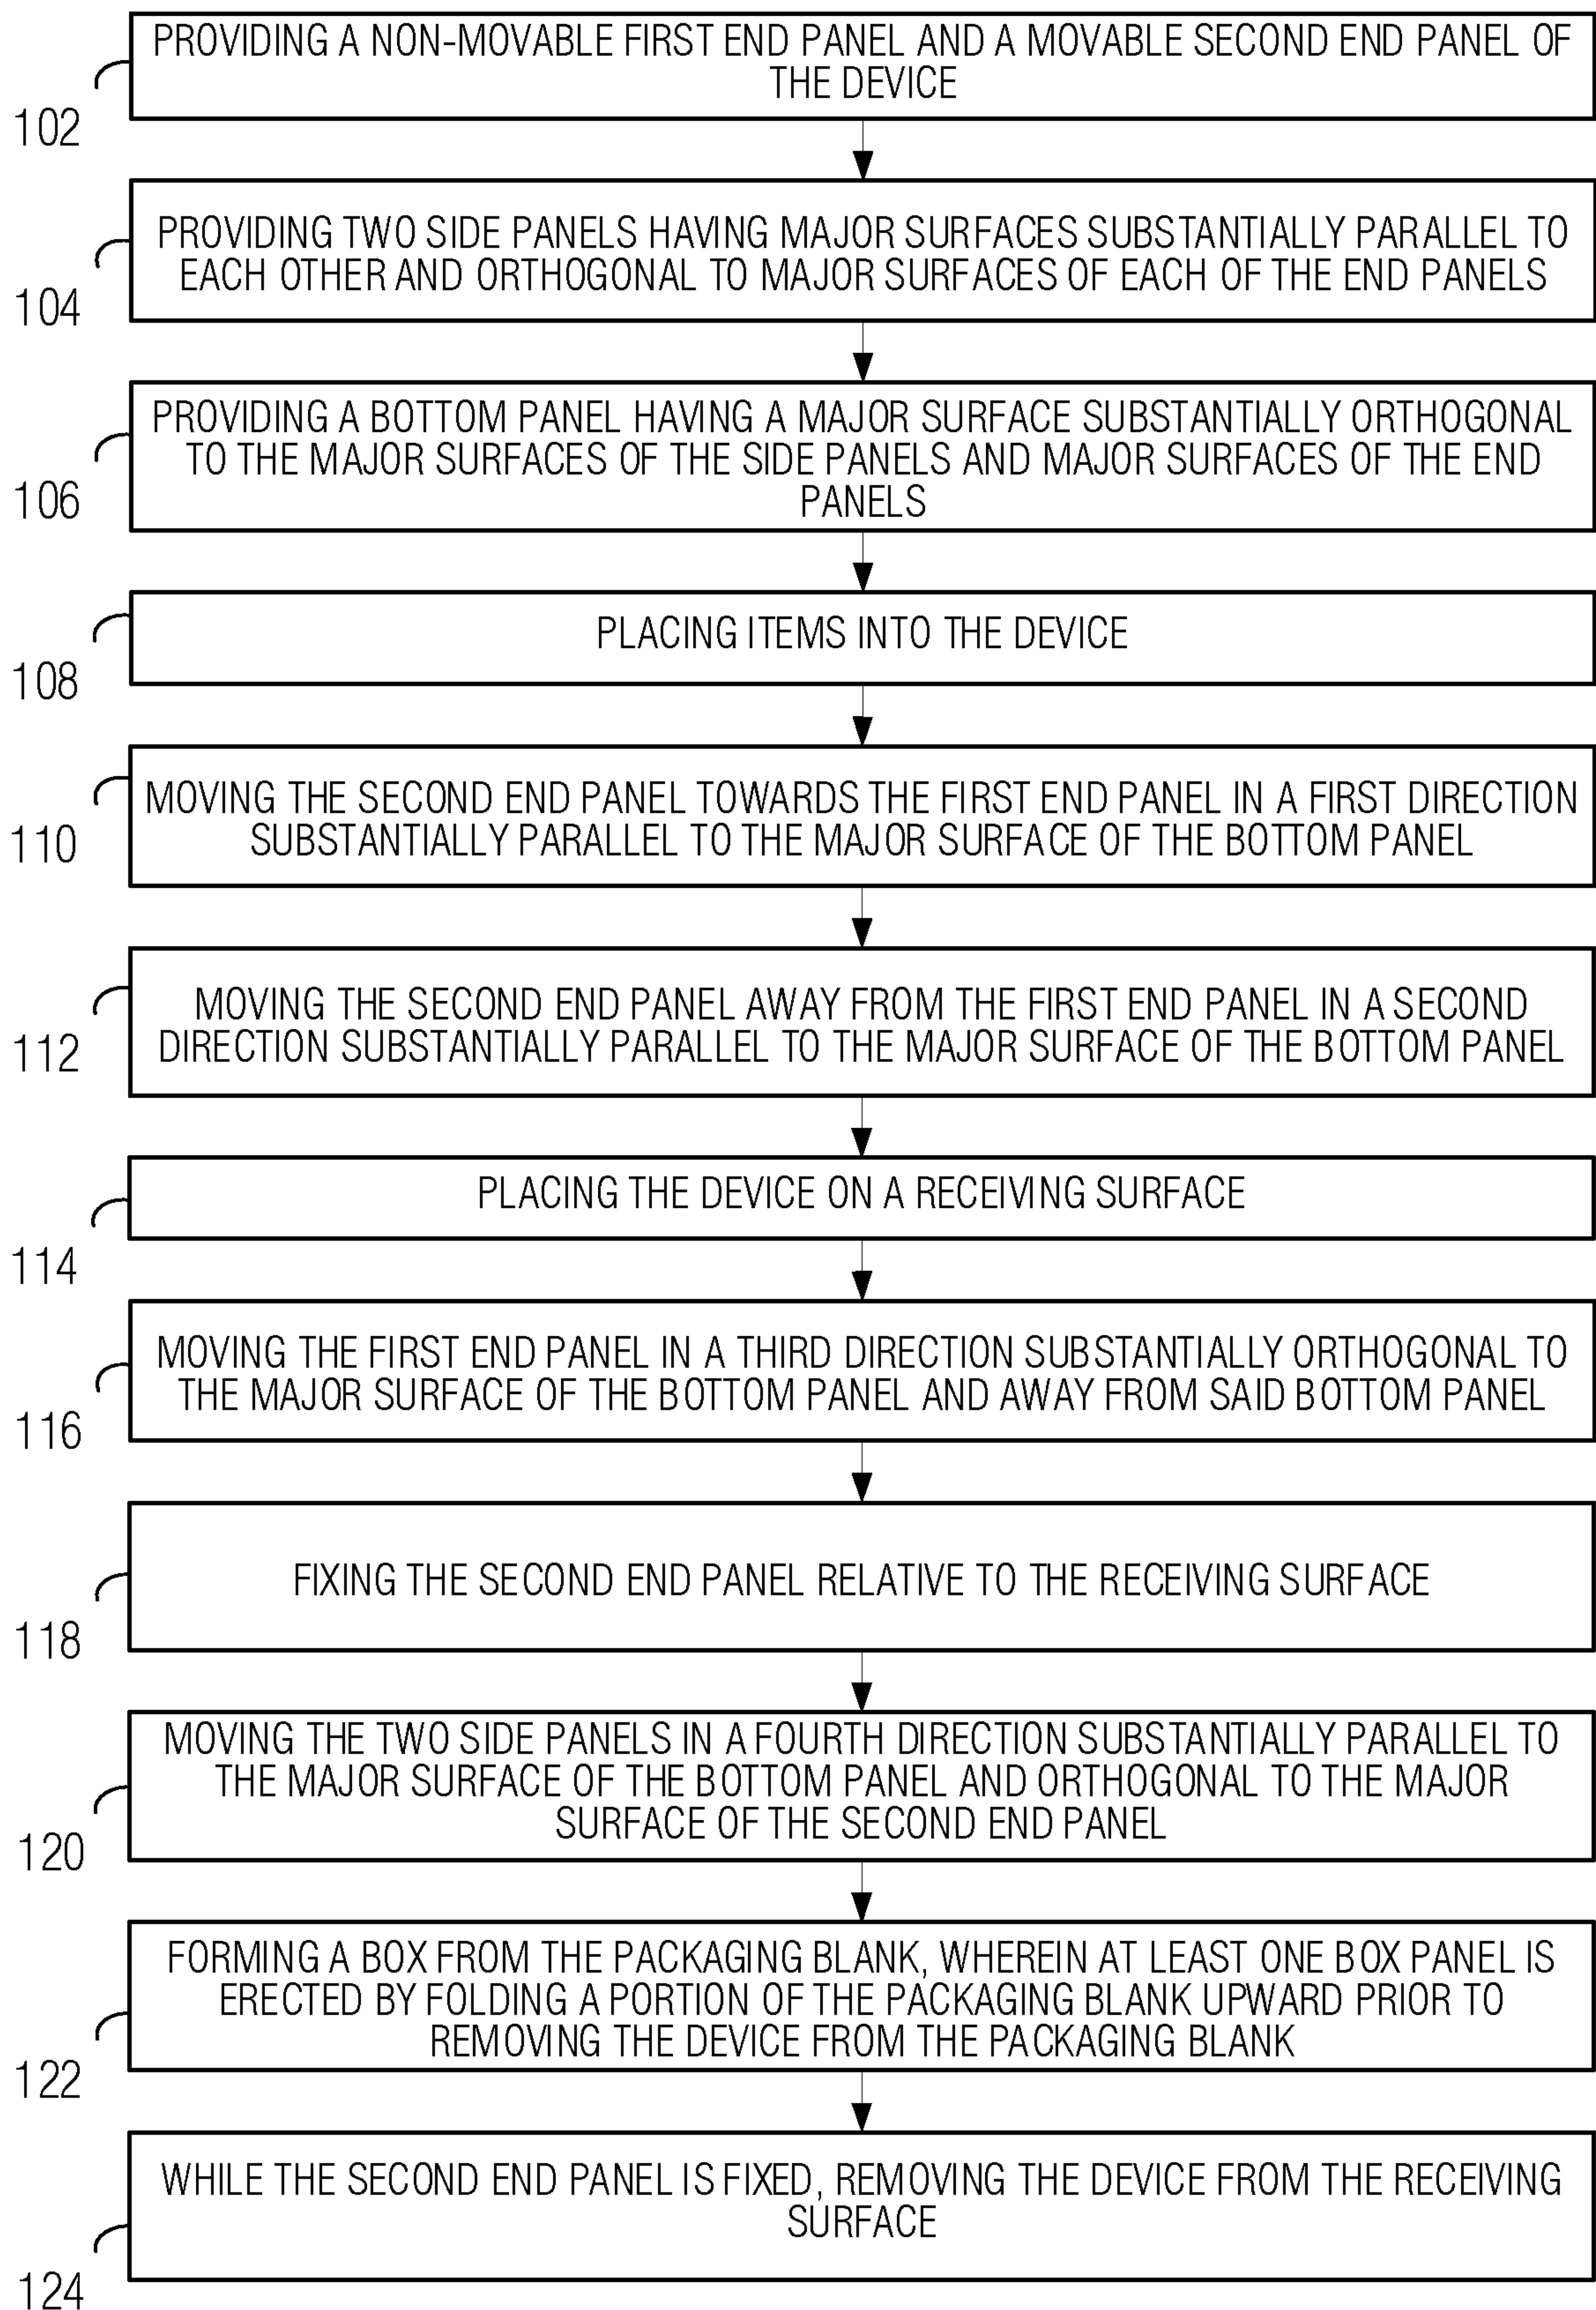 PROVIDING A NON-MOVABLE FIRST END PANEL AND A MOVABLE SECOND END PANEL OF
THE DEVICE
102
PROVIDING TWO SIDE PANELS HAVING MAJOR SURFACES SUBSTANTIALLY PARALLEL TO
EACH OTHER AND ORTHOGONAL TO MAJOR SURFACES OF EACH OF THE END PANELS
104
PROVIDING A BOTTOM PANEL HAVING A MAJOR SURFACE SUBSTANTIALLY ORTHOGONAL
TO THE MAJOR SURFACES OF THE SIDE PANELS AND MAJOR SURFACES OF THE END
PANELS
106
PLACING ITEMS INTO THE DEVICE
108
MOVING THE SECOND END PANEL TOWARDS THE FIRST END PANEL IN A FIRST DIRECTION
SUBSTANTIALLY PARALLEL TO THE MAJOR SURFACE OF THE BOTTOM PANEL
110
MOVING THE SECOND END PANEL AWAY FROM THE FIRST END PANEL IN A SECOND
DIRECTION SUBSTANTIALLY PARALLEL TO THE MAJOR SURFACE OF THE BOTTOM PANEL
112
PLACING THE DEVICE ON A RECEIVING SURFACE
114
MOVING THE FIRST END PANEL IN A THIRD DIRECTION SUBSTANTIALLY ORTHOGONAL TO
THE MAJOR SURFACE OF THE BOTTOM PANEL AND AWAY FROM SAID BOTTOM PANEL
116
FIXING THE SECOND END PANEL RELATIVE TO THE RECEIVING SURFACE
118
MOVING THE TWO SIDE PANELS IN A FOURTH DIRECTION SUBSTANTIALLY PARALLEL TO
THE MAJOR SURFACE OF THE BOTTOM PANEL AND ORTHOGONAL TO THE MAJOR
SURFACE OF THE SECOND END PANEL
120
FORMING A BOX FROM THE PACKAGING BLANK, WHEREIN AT LEAST ONE BOX PANEL IS
ERECTED BY FOLDING A PORTION OF THE PACKAGING BLANK UPWARD PRIOR TO
REMOVING THE DEVICE FROM THE PACKAGING BLANK
122
WHILE THE SECOND END PANEL IS FIXED, REMOVING THE DEVICE FROM THE RECEIVING
SURFACE
124